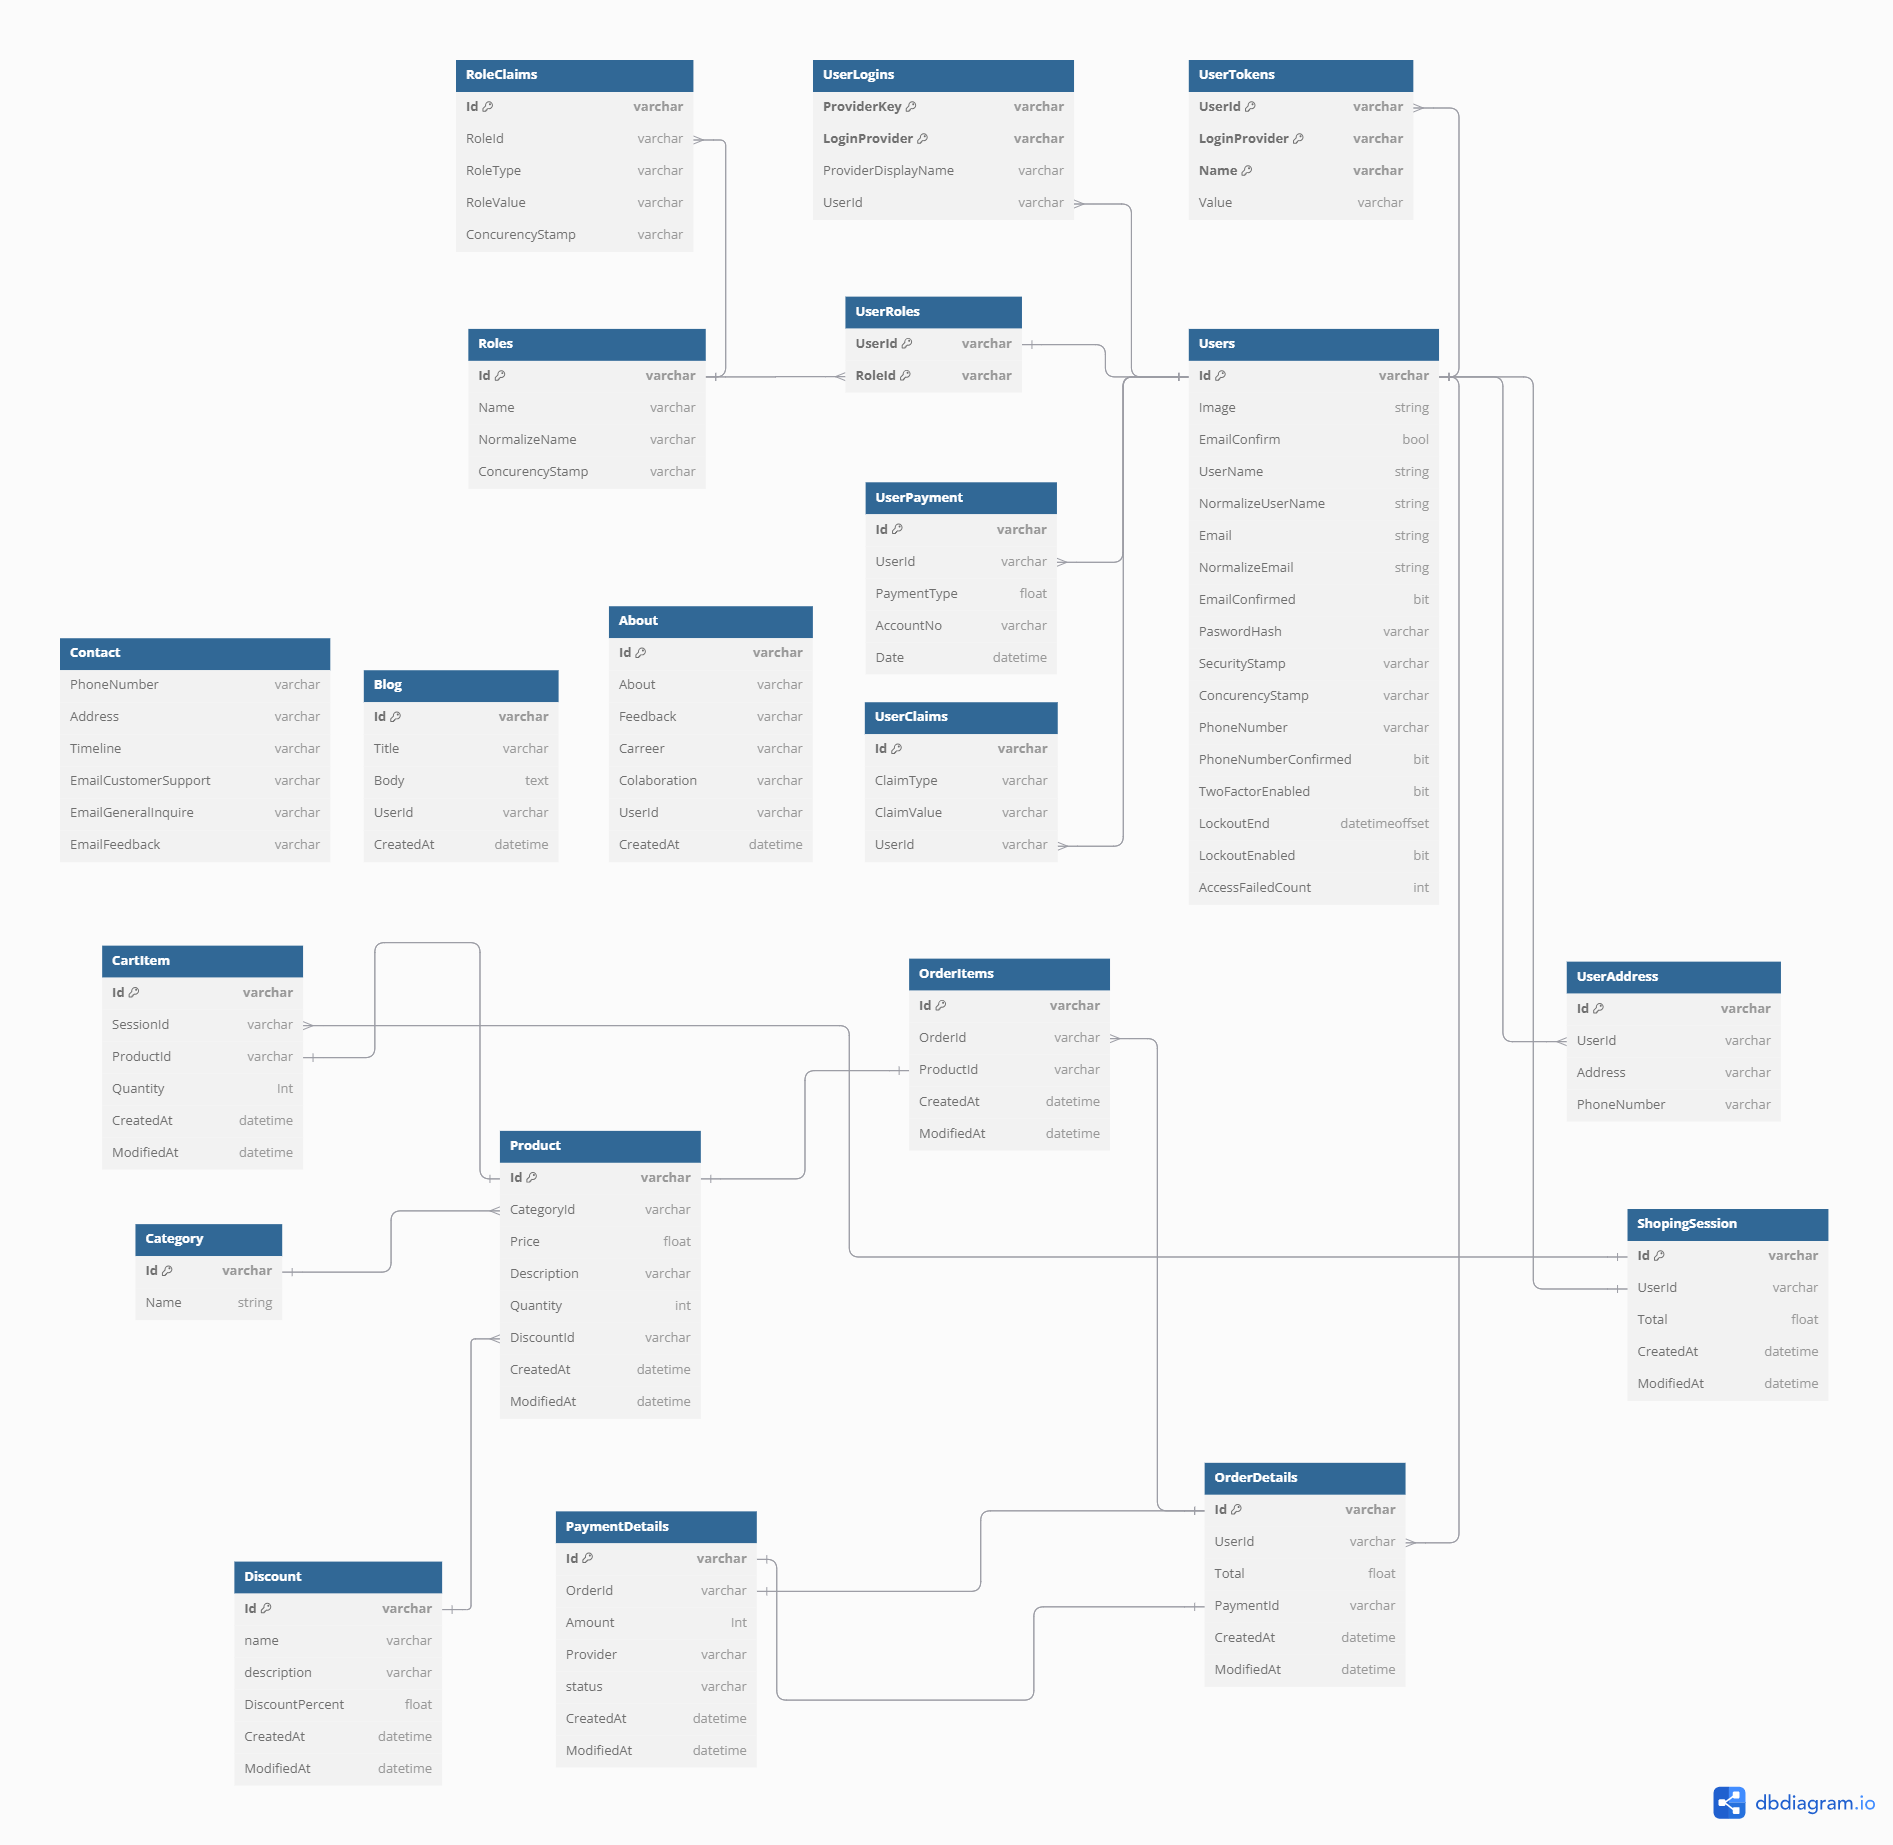 RoleClaims
Id varchar
RoleId varchar
RoleType varchar
RoleValue varchar
ConcurencyStamp varchar
UserLogins
ProviderKey varchar
LoginProvider varchar
ProviderDisplayName varchar
UserId varchar
UserTokens
UserId varchar
LoginProvider varchar
Name varchar
Value varchar
Roles
Id varchar
Name varchar
NormalizeName varchar
ConcurencyStamp varchar
UserRoles
UserId varchar
RoleId varchar
Users
Id varchar
Image string
EmailConfirm bool
UserName string
NormalizeUserName string
Email string
NormalizeEmail string
EmailConfirmed bit
PaswordHash varchar
SecurityStamp varchar
ConcurencyStamp varchar
PhoneNumber varchar
PhoneNumberConfirmed bit
TwoFactorEnabled bit
LockoutEnd datetimeoffset
LockoutEnabled bit
AccessFailedCount int
UserPayment
Id varchar
UserId varchar
PaymentType float
AccountNo varchar
Date datetime
Contact
PhoneNumber varchar
Address varchar
Timeline varchar
EmailCustomerSupport varchar
EmailGeneralInquire varchar
EmailFeedback varchar
Blog
Id varchar
Title varchar
Body text
UserId varchar
CreatedAt datetime
About
Id varchar
About varchar
Feedback varchar
Carreer varchar
Colaboration varchar
UserId varchar
CreatedAt datetime
UserClaims
Id varchar
ClaimType varchar
ClaimValue varchar
UserId varchar
CartItem
Id varchar
SessionId varchar
ProductId varchar
Quantity Int
CreatedAt datetime
ModifiedAt datetime
OrderItems
Id varchar
OrderId varchar
ProductId varchar
CreatedAt datetime
ModifiedAt datetime
UserAddress
Id varchar
UserId varchar
Address varchar
PhoneNumber varchar
Product
Id varchar
CategoryId varchar
Price float
Description varchar
Quantity int
DiscountId varchar
CreatedAt datetime
ModifiedAt datetime
Category
Id varchar
Name string
ShopingSession
Id varchar
UserId varchar
Total float
CreatedAt datetime
ModifiedAt datetime
OrderDetails
Id varchar
UserId varchar
Total float
PaymentId varchar
CreatedAt datetime
ModifiedAt datetime
PaymentDetails
Id varchar
OrderId varchar
Amount Int
Provider varchar
status varchar
CreatedAt datetime
ModifiedAt datetime
Discount
Id varchar
name varchar
description varchar
DiscountPercent float
CreatedAt datetime
ModifiedAt datetime
dbdiagram.io